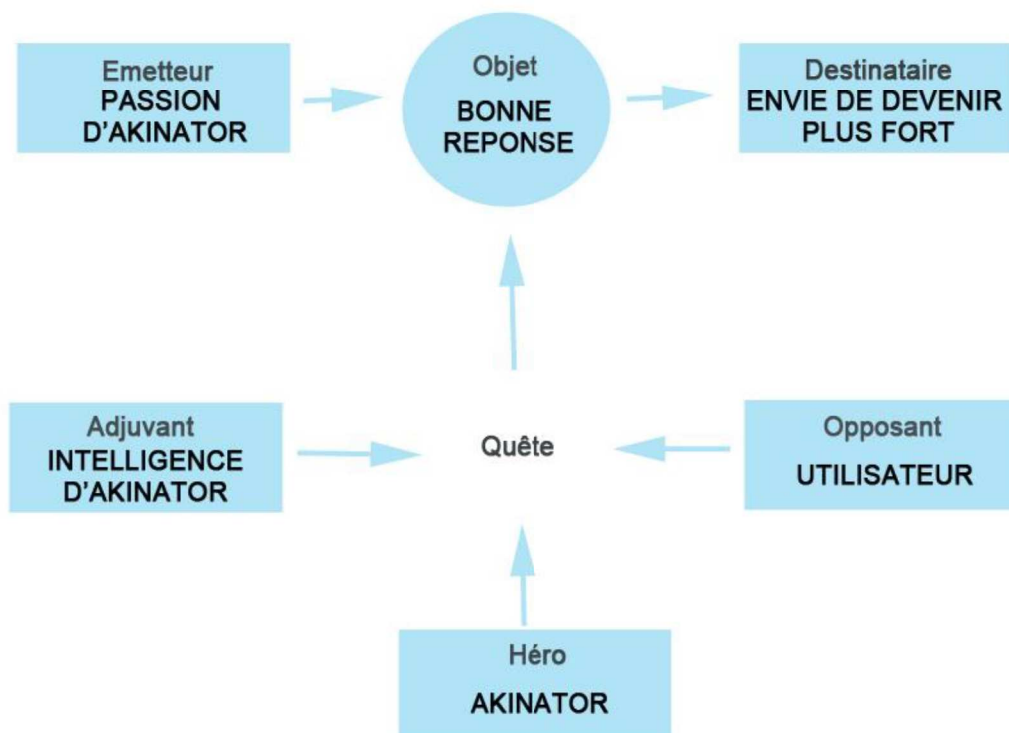 Emetteur
PASSION
D'AKINATOR
Objet
BONNE
REPONSE
Destinataire
ENVIE DE DEVENIR
PLUS FORT
Adjuvant
INTELLIGENCE
D'AKINATOR
Quête
Opposant
UTILISATEUR
Héro
AKINATOR